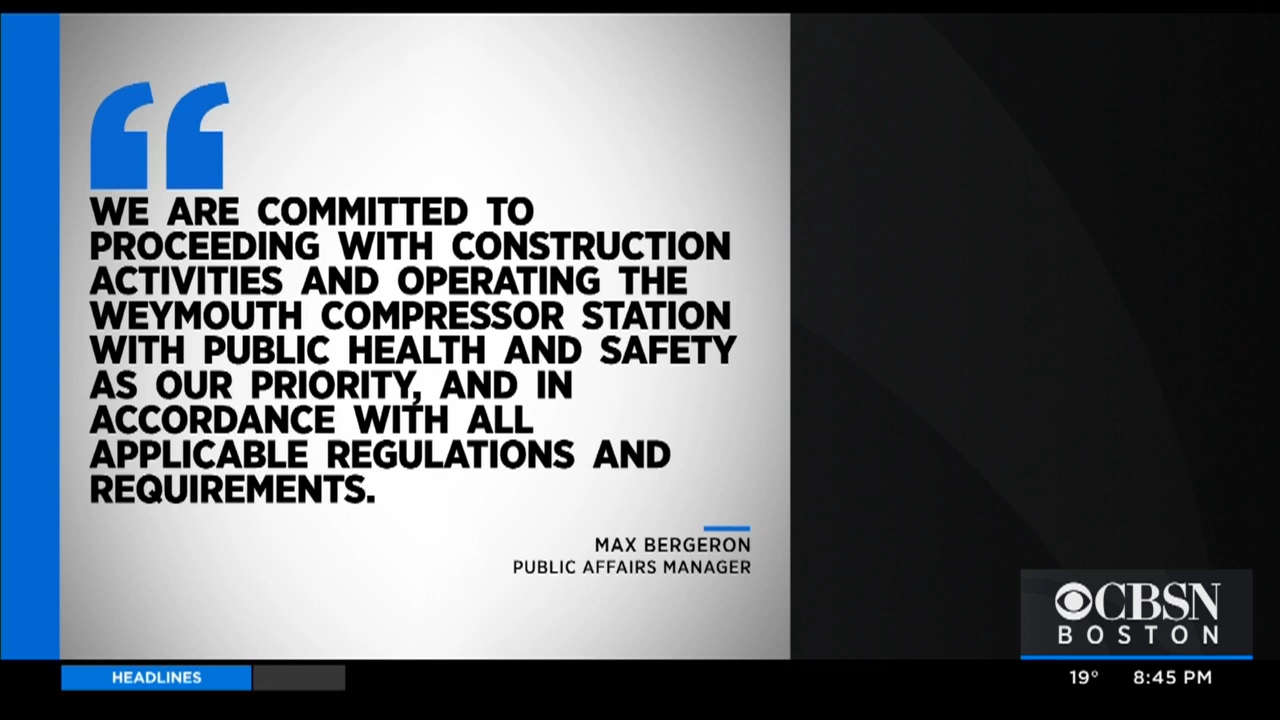 WE ARE COMMITTED TO
PROCEEDING WITH CONSTRUCTION
ACTIVITIES AND OPERATING THE
WEYMOUTH COMPRESSOR STATION
WITH PUBLIC HEALTH AND SAFETY
AS OUR PRIORITY, AND IN
ACCORDANCE WITH ALL
APPLICABLE REGULATIONS AND
REQUIREMENTS.
MAX BERGERON
PUBLIC AFFAIRS MANAGER
CBSN
BOSTON
HEADLINES
19° 8:45 PM